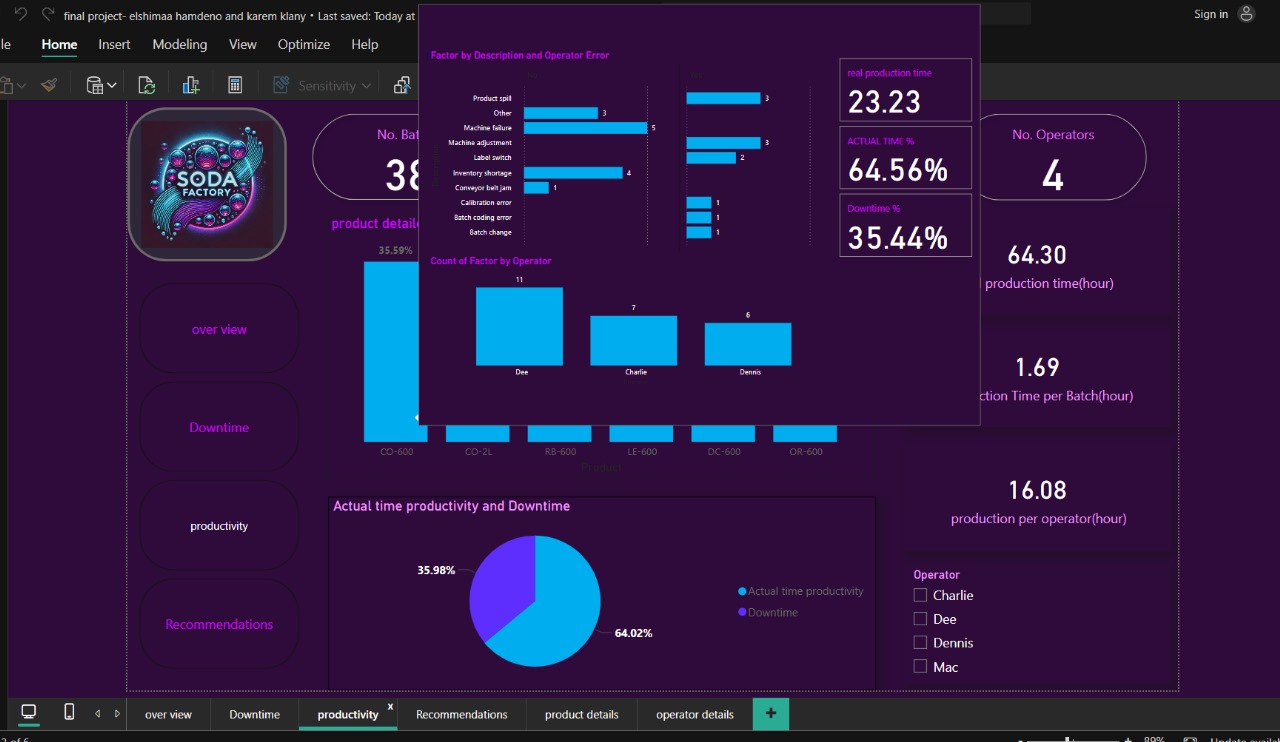 final project- elshimaa hamdeno and karem klany • Last saved: Today at
Sign in
le Home Insert Modeling View Optimize Help
Sensitivity
SODA
FACTORY
No. Bat
38
No. Operators
4
Factor by Description and Operator Error
Product spill 3
Other 3
Machine failure 5
Machine adjustment 3
Label switch 2
Inventory shortage 4
Conveyor belt jam 1
Calibration error 1
Batch coding error 1
Batch change 1
real production time
23.23
ACTUAL TIME %
64.56%
Downtime %
35.44%
Count of Factor by Operator
11
7
6
Dee Charlie Dennis
product detail
35.59%
CO-600 CO-2L RB-600 LE-600 DC-600 OR-600
Product
64.30
production time(hour)
1.69
ction Time per Batch(hour)
16.08
production per operator(hour)
over view
Downtime
productivity
Recommendations
Actual time productivity and Downtime
35.98%
64.02%
Actual time productivity
Downtime
Operator
Charlie
Dee
Dennis
Mac
over view Downtime productivity x Recommendations product details operator details +
2 of 6
- + 89% Update availa